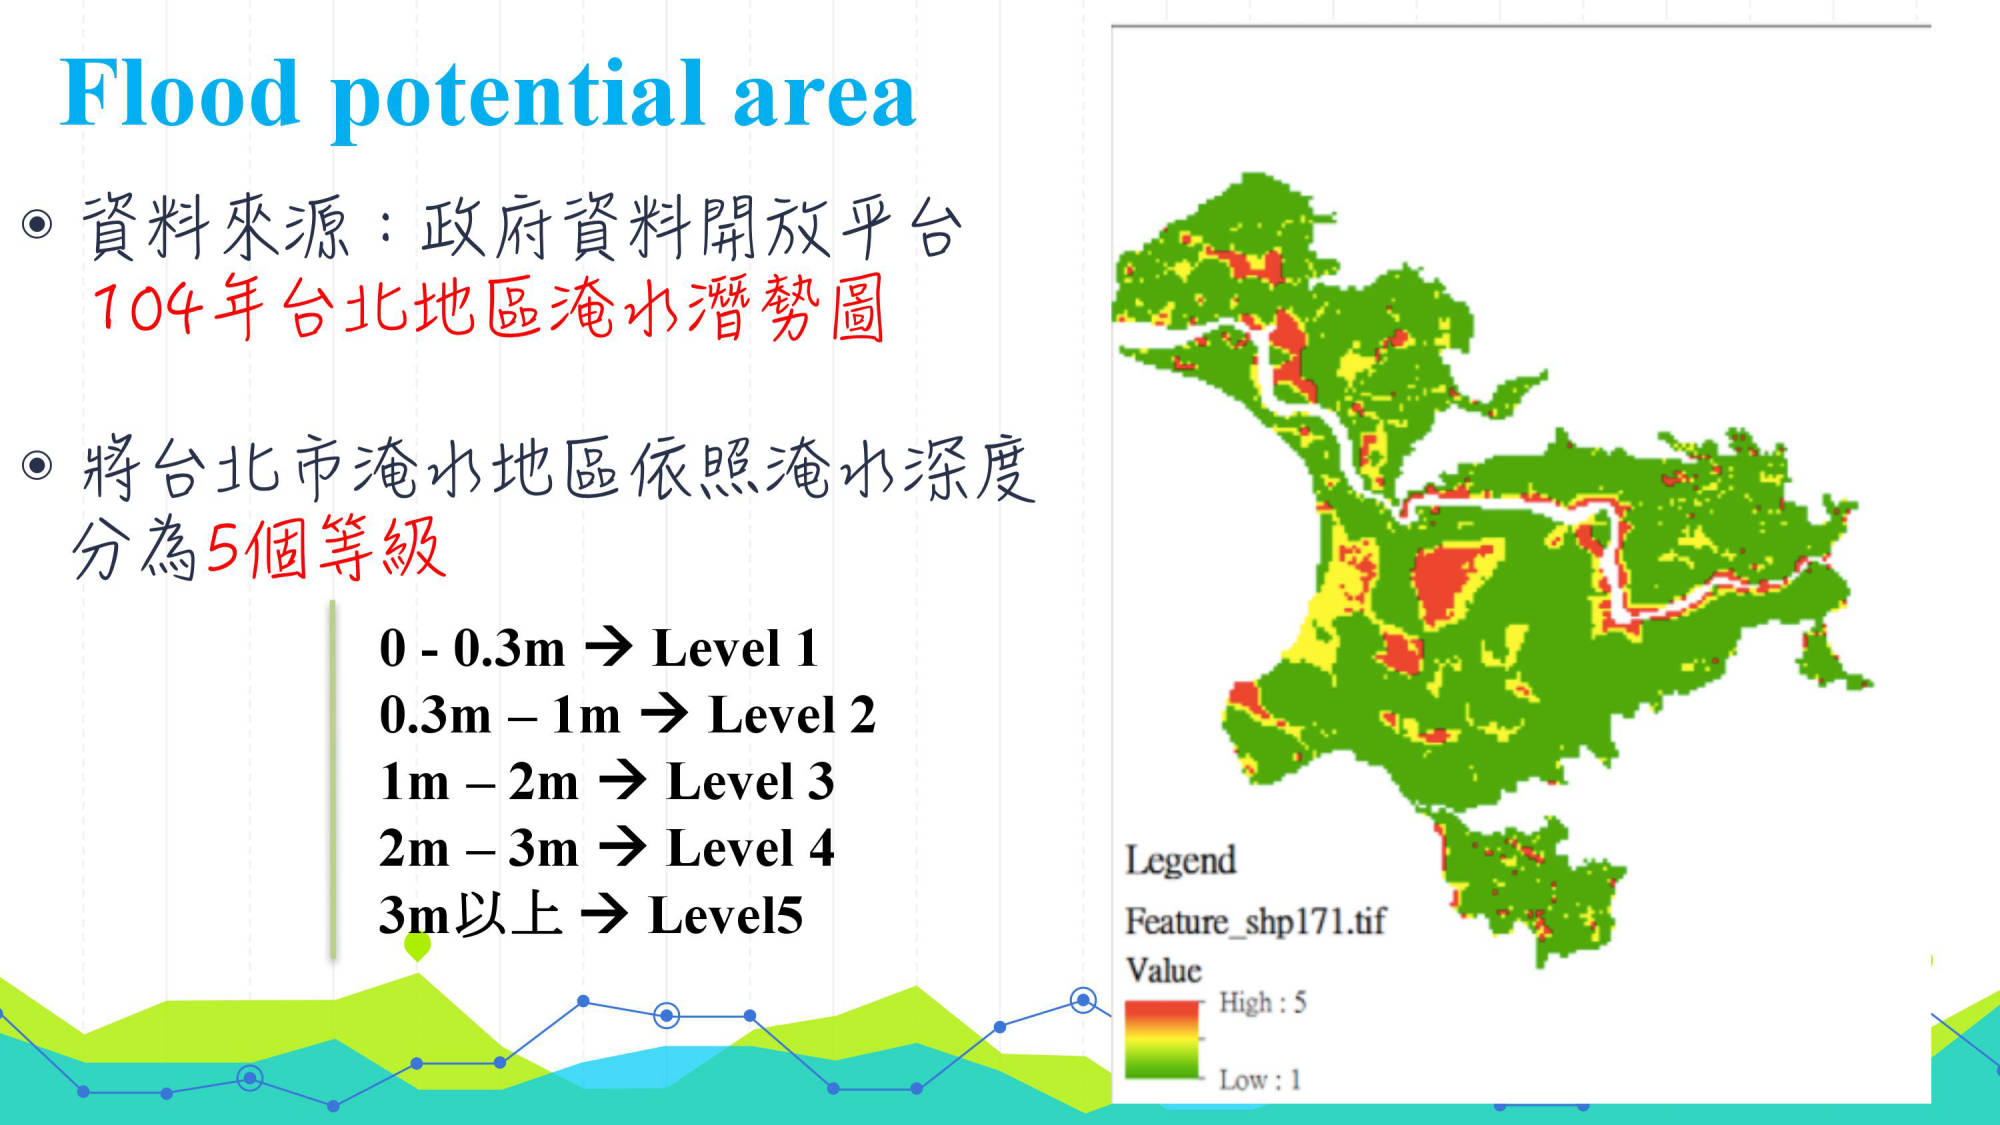 Flood potential area
資料來源：政府資料開放平台
104年台北地區淹水潛勢圖
將台北市淹水地區依照淹水深度
分為5個等級
0 - 0.3m → Level 1
0.3m – 1m → Level 2
1m – 2m → Level 3
2m – 3m → Level 4
3m以上 → Level5
Legend
Feature_shp171.tif
Value
High : 5
Low : 1